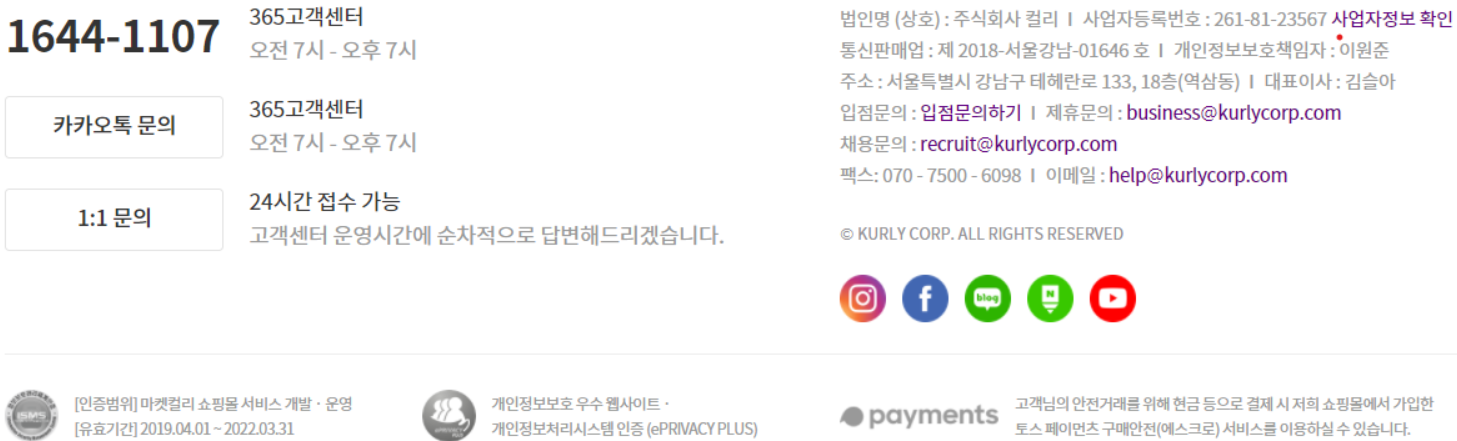 1644-1107
365고객센터
오전 7시 - 오후 7시
카카오톡 문의
365고객센터
오전 7시 - 오후 7시
1:1 문의
24시간 접수 가능
고객센터 운영시간에 순차적으로 답변해드리겠습니다.
법인명 (상호) : 주식회사 컬리 I 사업자등록번호 : 261-81-23567 사업자정보 확인
통신판매업 : 제 2018-서울강남-01646 호 I 개인정보보호책임자 : 이원준
주소 : 서울특별시 강남구 테헤란로 133, 18층(역삼동) I 대표이사 : 김슬아
입점문의 : 입점문의하기 I 제휴문의 : business@kurlycorp.com
채용문의 : recruit@kurlycorp.com
팩스: 070 - 7500 - 6098 I 이메일 : help@kurlycorp.com
© KURLY CORP. ALL RIGHTS RESERVED
blog
N
ISMS
[인증범위] 마켓컬리 쇼핑몰 서비스 개발 · 운영
[유효기간] 2019.04.01 ~ 2022.03.31
개인정보보호 우수 웹사이트 ·
개인정보처리시스템 인증 (ePRIVACY PLUS)
payments
고객님의 안전거래를 위해 현금 등으로 결제 시 저희 쇼핑몰에서 가입한
토스 페이먼츠 구매안전(에스크로) 서비스를 이용하실 수 있습니다.